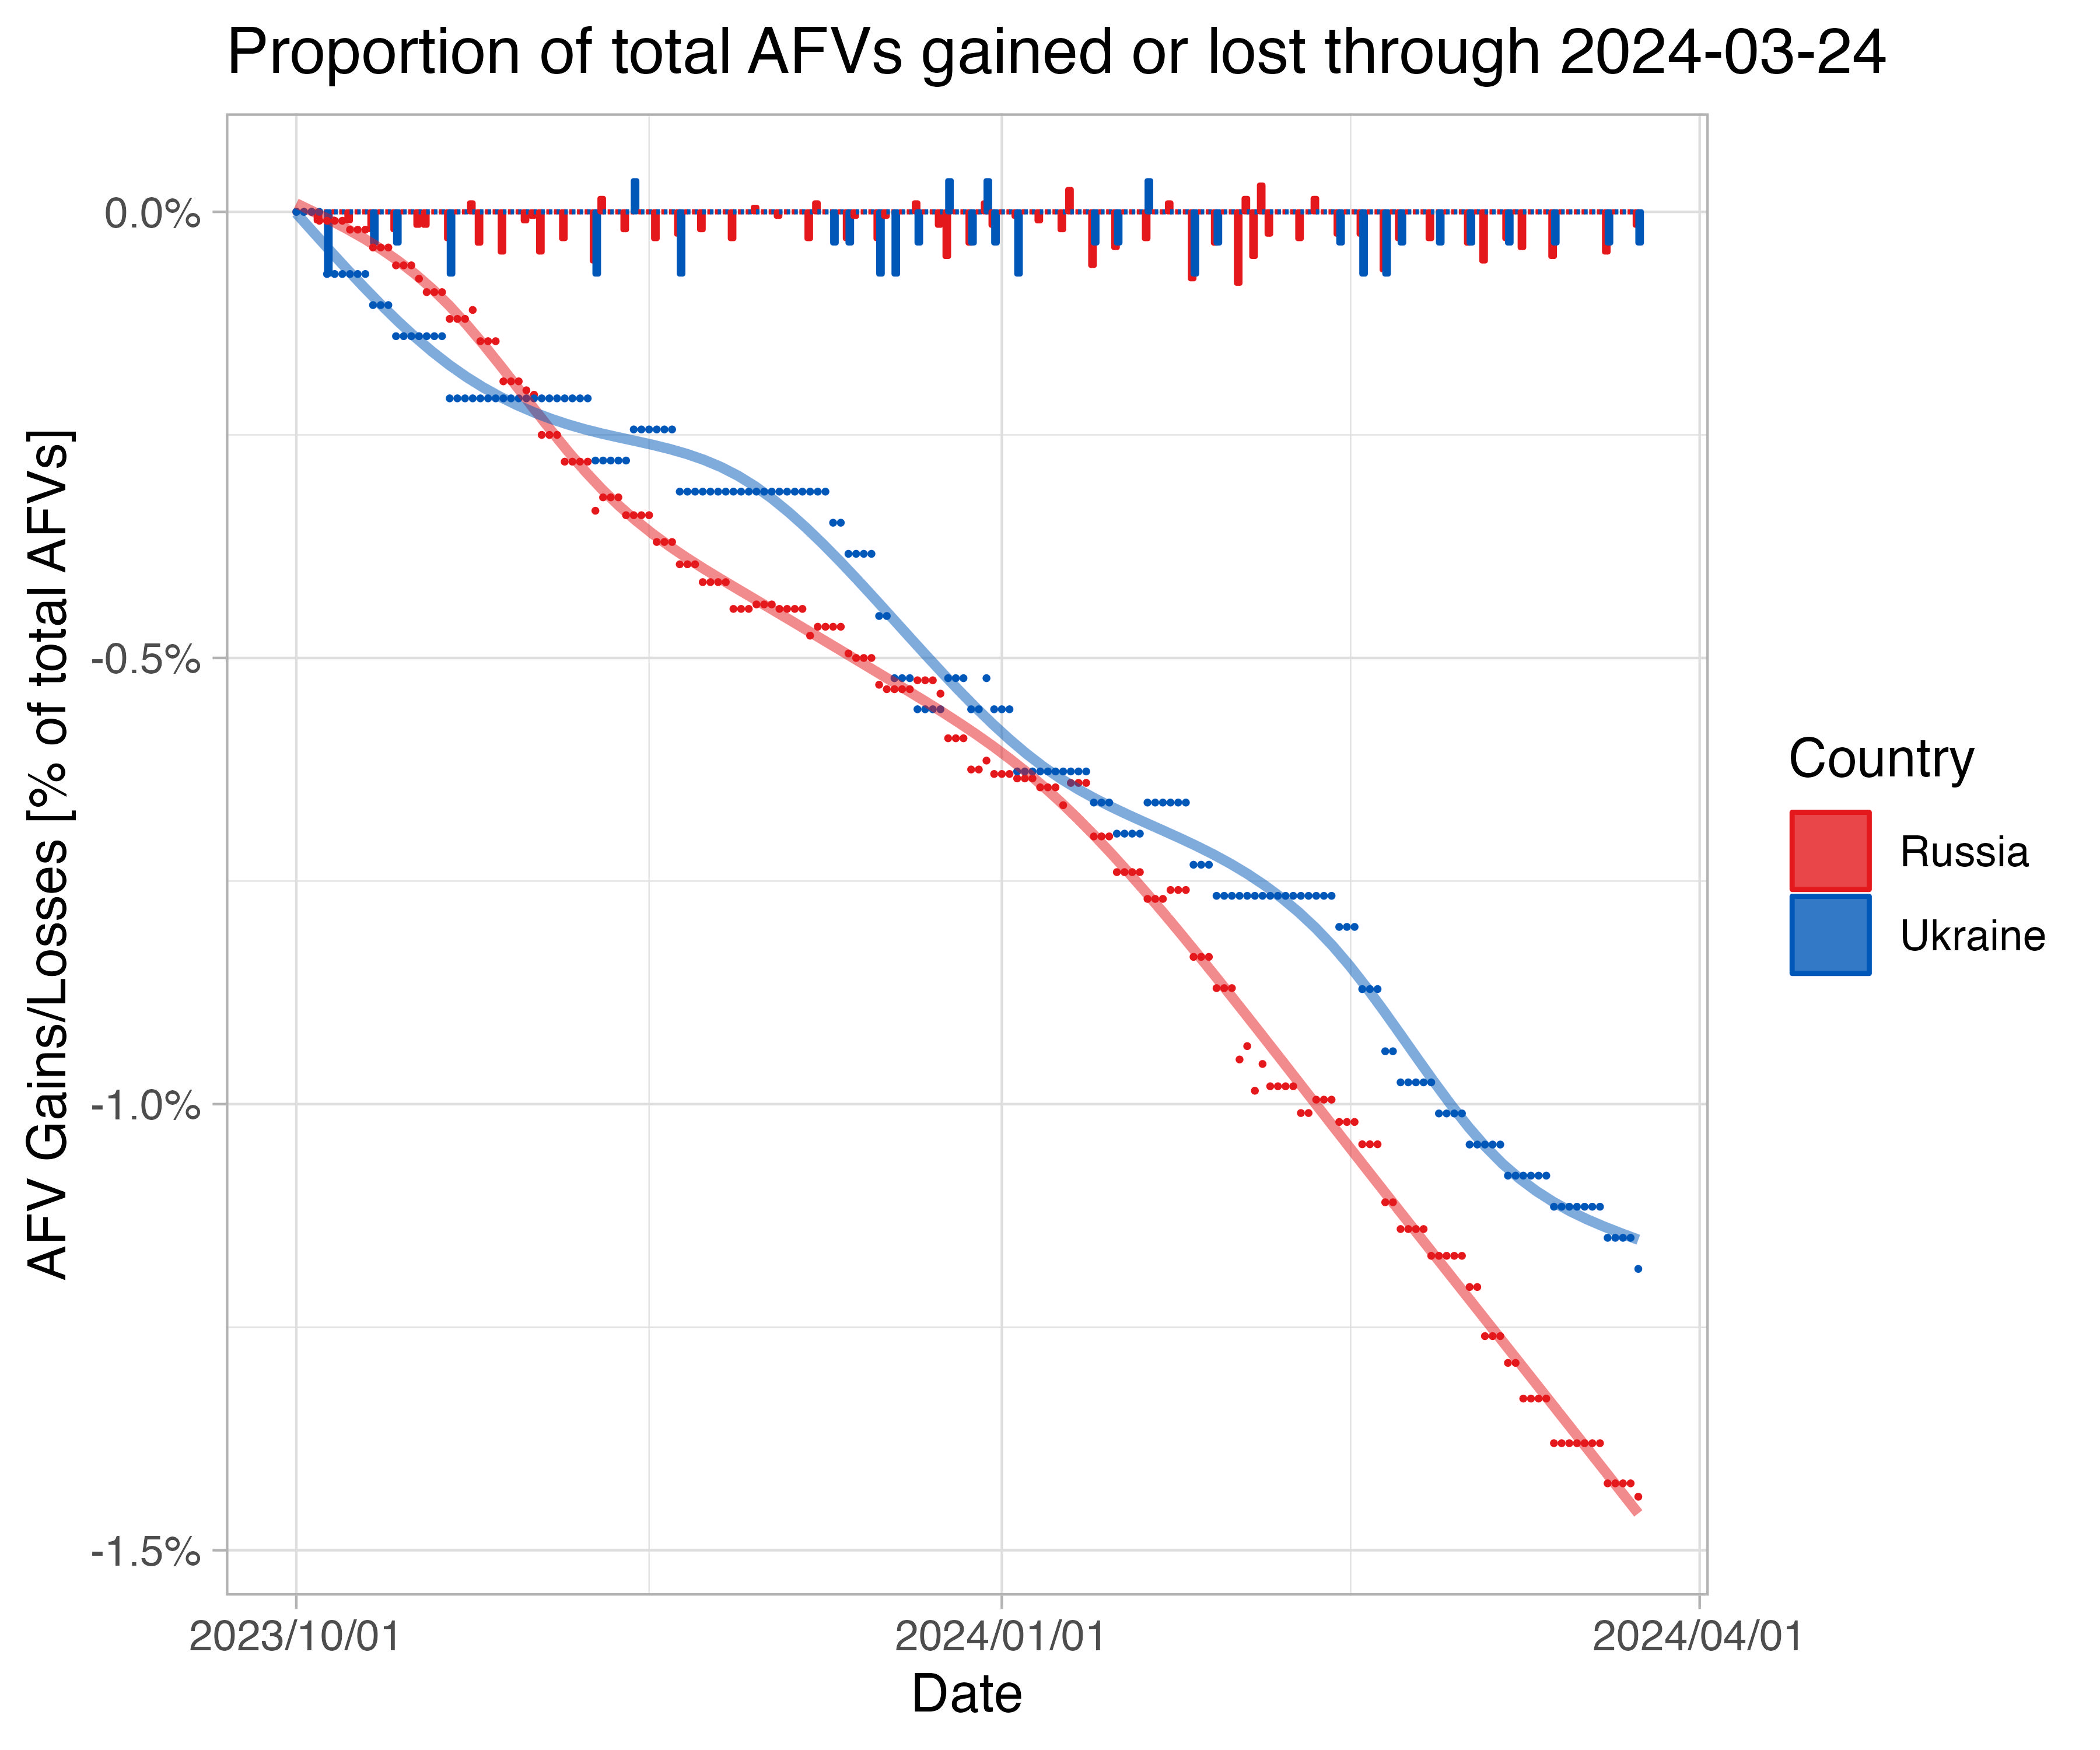 Proportion of total AFVs gained or lost through 2024-03-24
AFV Gains/Losses [% of total AFVs]
0.0%
-0.5%
-1.0%
-1.5%
2023/10/01
2024/01/01
2024/04/01
Date
Country
Russia
Ukraine